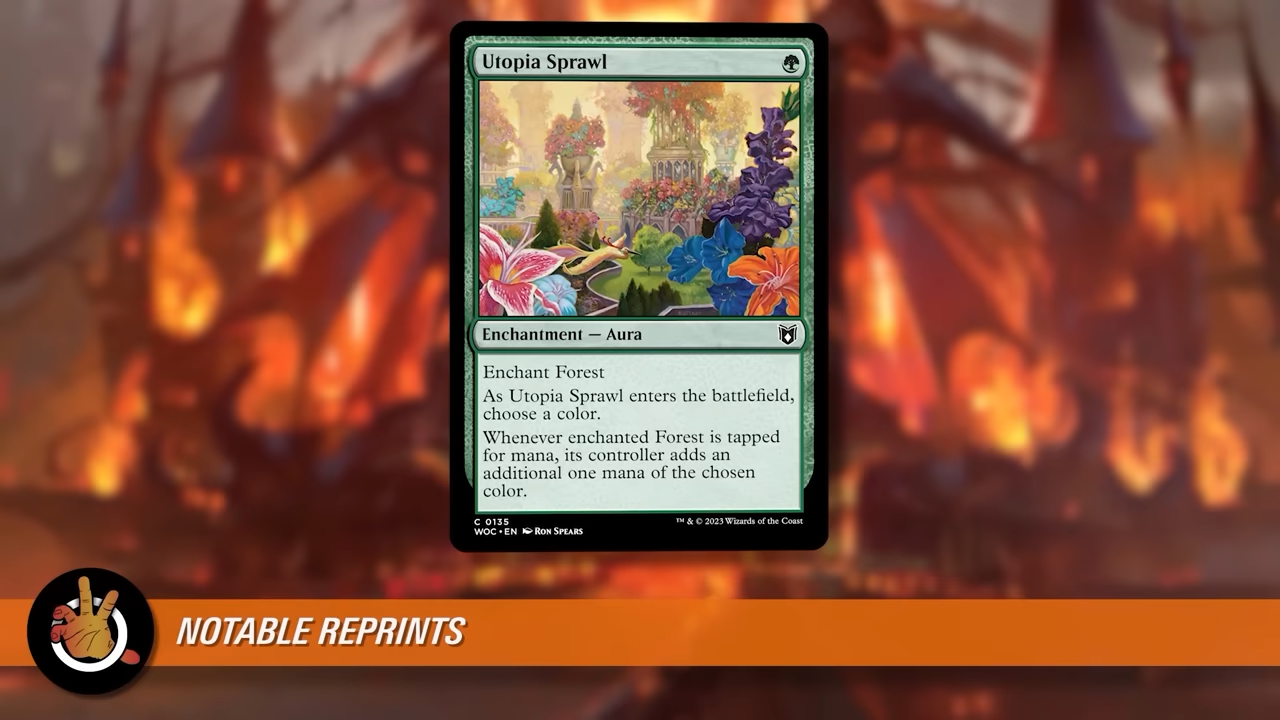 Utopia Sprawl
Enchantment — Aura
Enchant Forest
As Utopia Sprawl enters the battlefield,
choose a color.
Whenever enchanted Forest is tapped
for mana, its controller adds an
additional one mana of the chosen
color.
C 0135
WOC • EN Ron Spears
™ & © 2023 Wizards of the Coast
NOTABLE REPRINTS